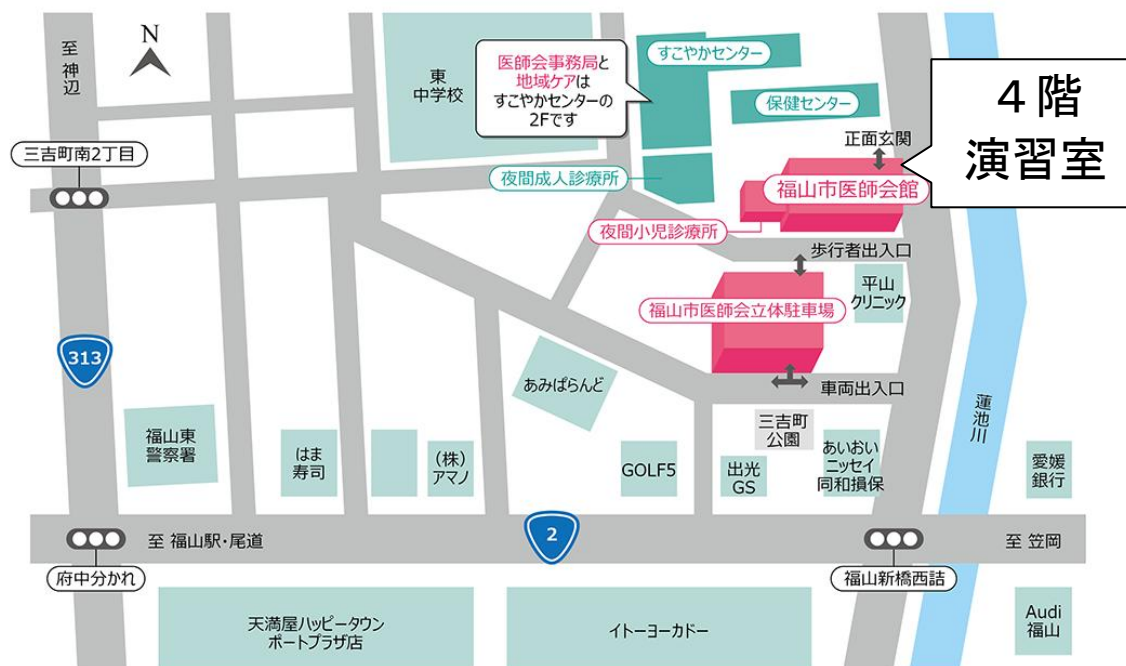 至
神
辺
N
東
中学校
医師会事務局と
地域ケアは
すこやかセンターの
2Fです
すこやかセンター
保健センター
4階
演習室
正面玄関
三吉町南2丁目
夜間成人診療所
福山市医師会館
夜間小児診療所
歩行者出入口
平山
クリニック
福山市医師会立体駐車場
313
あみぱらんど
車両出入口
蓮池川
三吉町
公園
福山東
警察署
はま
寿司
(株)
アマノ
GOLF5
出光
GS
あいおい
ニッセイ
同和損保
愛媛
銀行
至 福山駅・尾道
2
至 笠岡
府中分かれ
福山新橋西詰
天満屋ハッピータウン
ポートプラザ店
イトーヨーカドー
Audi
福山